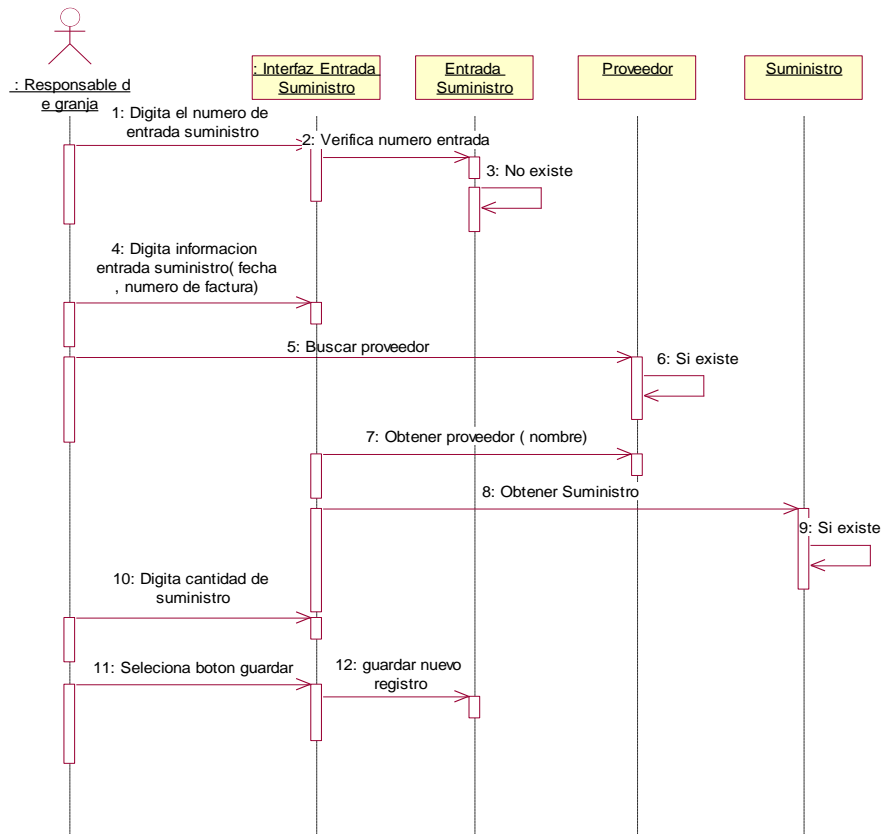 : Responsable d
e granja
: Interfaz Entrada
Suministro
Entrada
Suministro
Proveedor
Suministro
1: Digita el numero de
entrada suministro
2: Verifica numero entrada
3: No existe
4: Digita informacion
entrada suministro( fecha
, numero de factura)
5: Buscar proveedor
6: Si existe
7: Obtener proveedor ( nombre)
8: Obtener Suministro
9: Si existe
10: Digita cantidad de
suministro
11: Seleciona boton guardar
12: guardar nuevo
registro